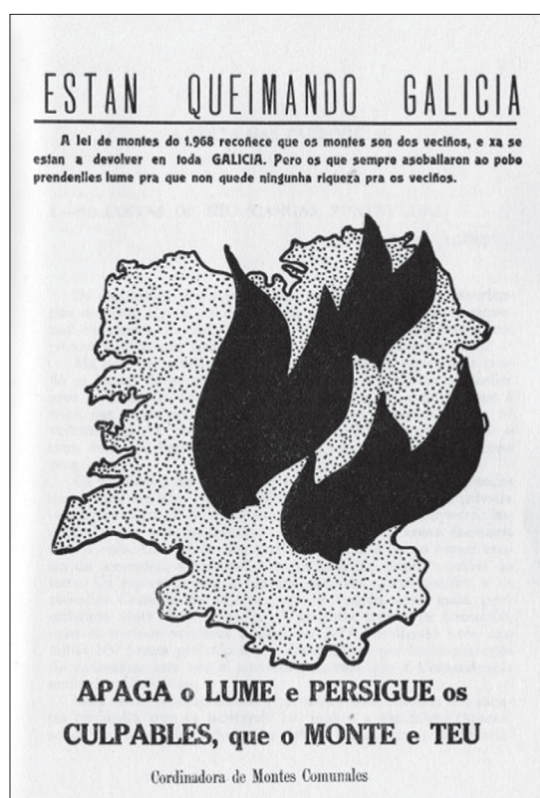 ESTAN QUEIMANDO GALICIA
A lei de montes do 1.968 reconece que os montes son dos veciños, e xa se
estan a devolver en toda GALICIA. Pero os que sempre asoballaron ao pobo
prendenlles lume pra que non quede ningunha riqueza pra os veciños.
APAGA o LUME e PERSIGUE os
CULPABLES, que o MONTE e TEU
Cordinadora de Montes Comunales